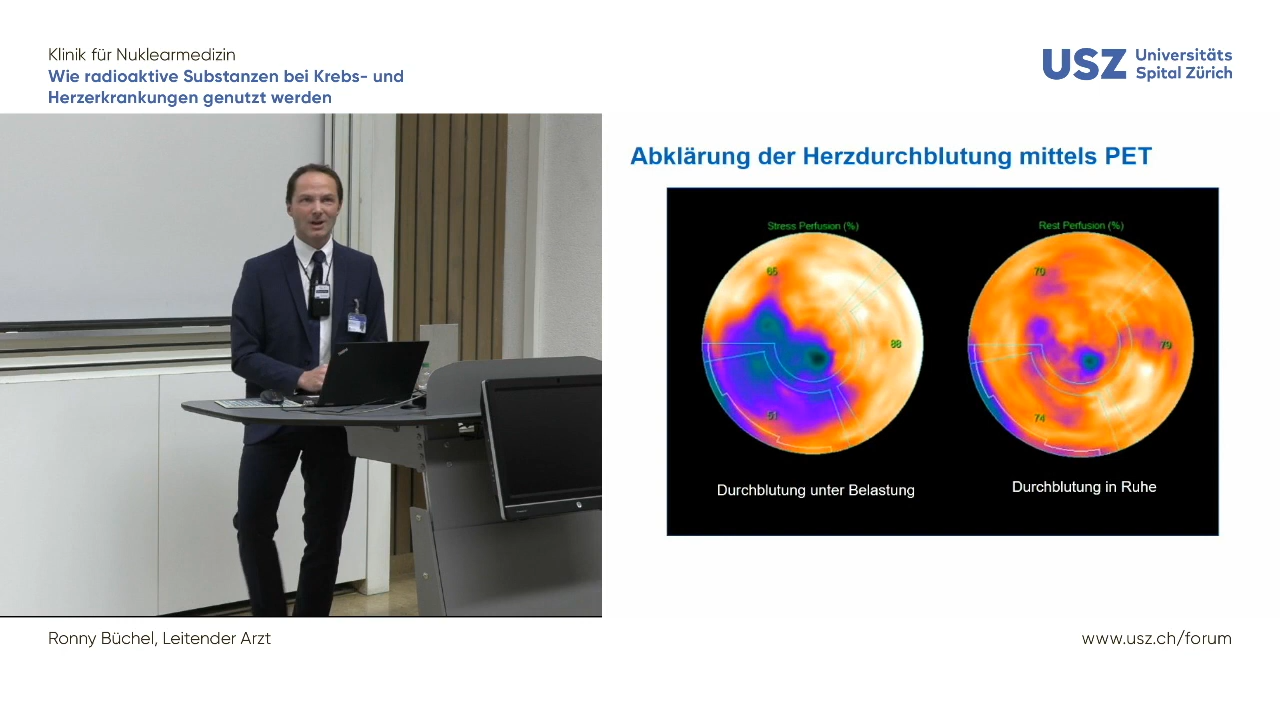 Klinik für Nuklearmedizin
Wie radioaktive Substanzen bei Krebs- und
Herzerkrankungen genutzt werden
USZ Universitäts
Spital Zürich
Abklärung der Herzdurchblutung mittels PET
Stress Perfusion (%)
65
88
51
Durchblutung unter Belastung
Rest Perfusion (%)
70
79
74
Durchblutung in Ruhe
Ronny Büchel, Leitender Arzt
www.usz.ch/forum